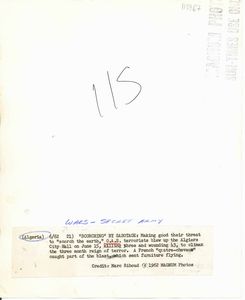 115
WARS - SECRET ARMY
(Algeria) 6/62 21) "SCORCHING" BY SABOTAGE: Making good their threat
to "scorch the earth," O.A.S. terrorists blew up the Algiers
City Hall on June 15, killing three and wounding 43, to climax
the three month reign of terror. A French "quatre-chevaux"
caught part of the blast, which sent furniture flying.
Credit: Marc Riboud © 1962 MAGNUM Photos